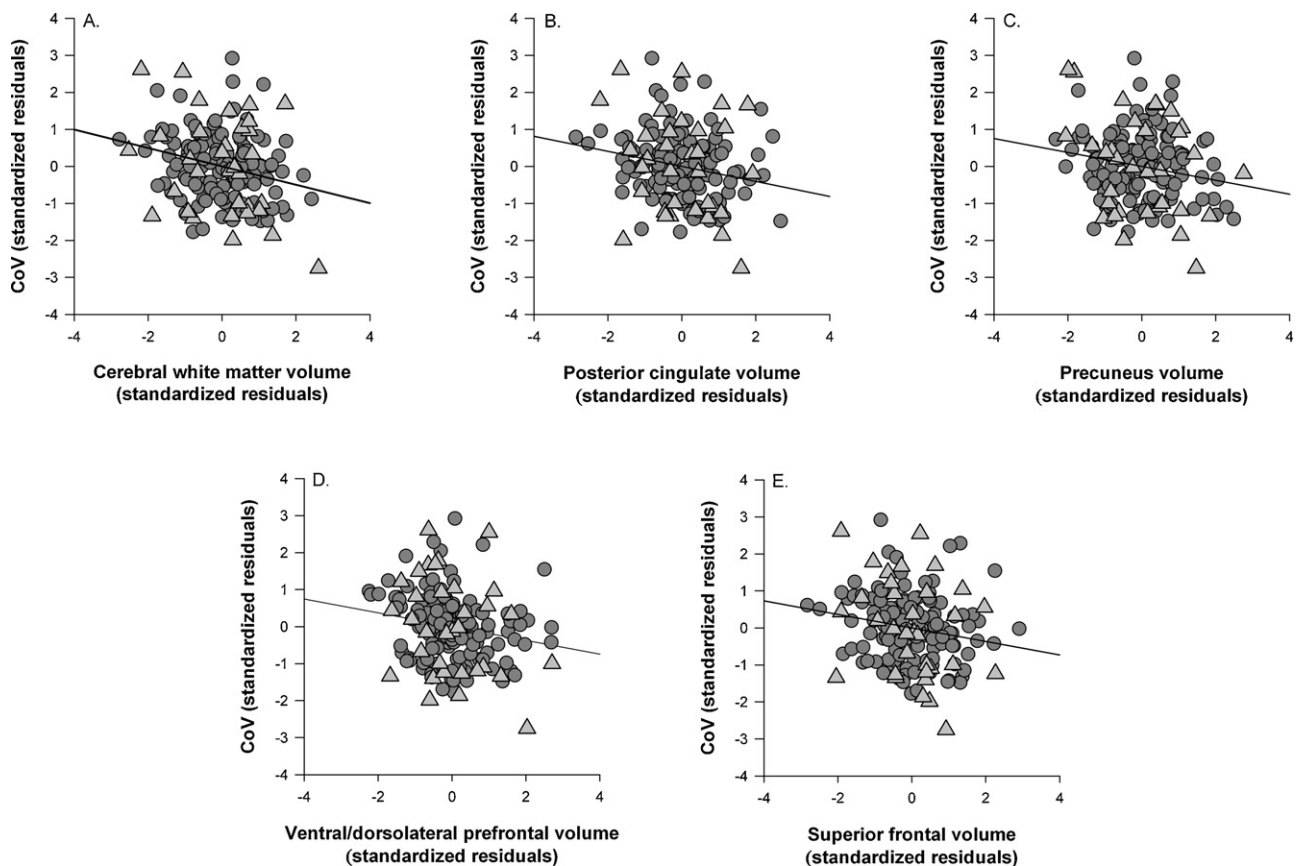 A.
4
3
2
1
0
-1
-2
-3
-4
CoV (standardized residuals)
-4 -2 0 2 4
Cerebral white matter volume
(standardized residuals)
B.
4
3
2
1
0
-1
-2
-3
-4
CoV (standardized residuals)
-4 -2 0 2 4
Posterior cingulate volume
(standardized residuals)
C.
4
3
2
1
0
-1
-2
-3
-4
CoV (standardized residuals)
-4 -2 0 2 4
Precuneus volume
(standardized residuals)
D.
4
3
2
1
0
-1
-2
-3
-4
CoV (standardized residuals)
-4 -2 0 2 4
Ventral/dorsolateral prefrontal volume
(standardized residuals)
E.
4
3
2
1
0
-1
-2
-3
-4
CoV (standardized residuals)
-4 -2 0 2 4
Superior frontal volume
(standardized residuals)